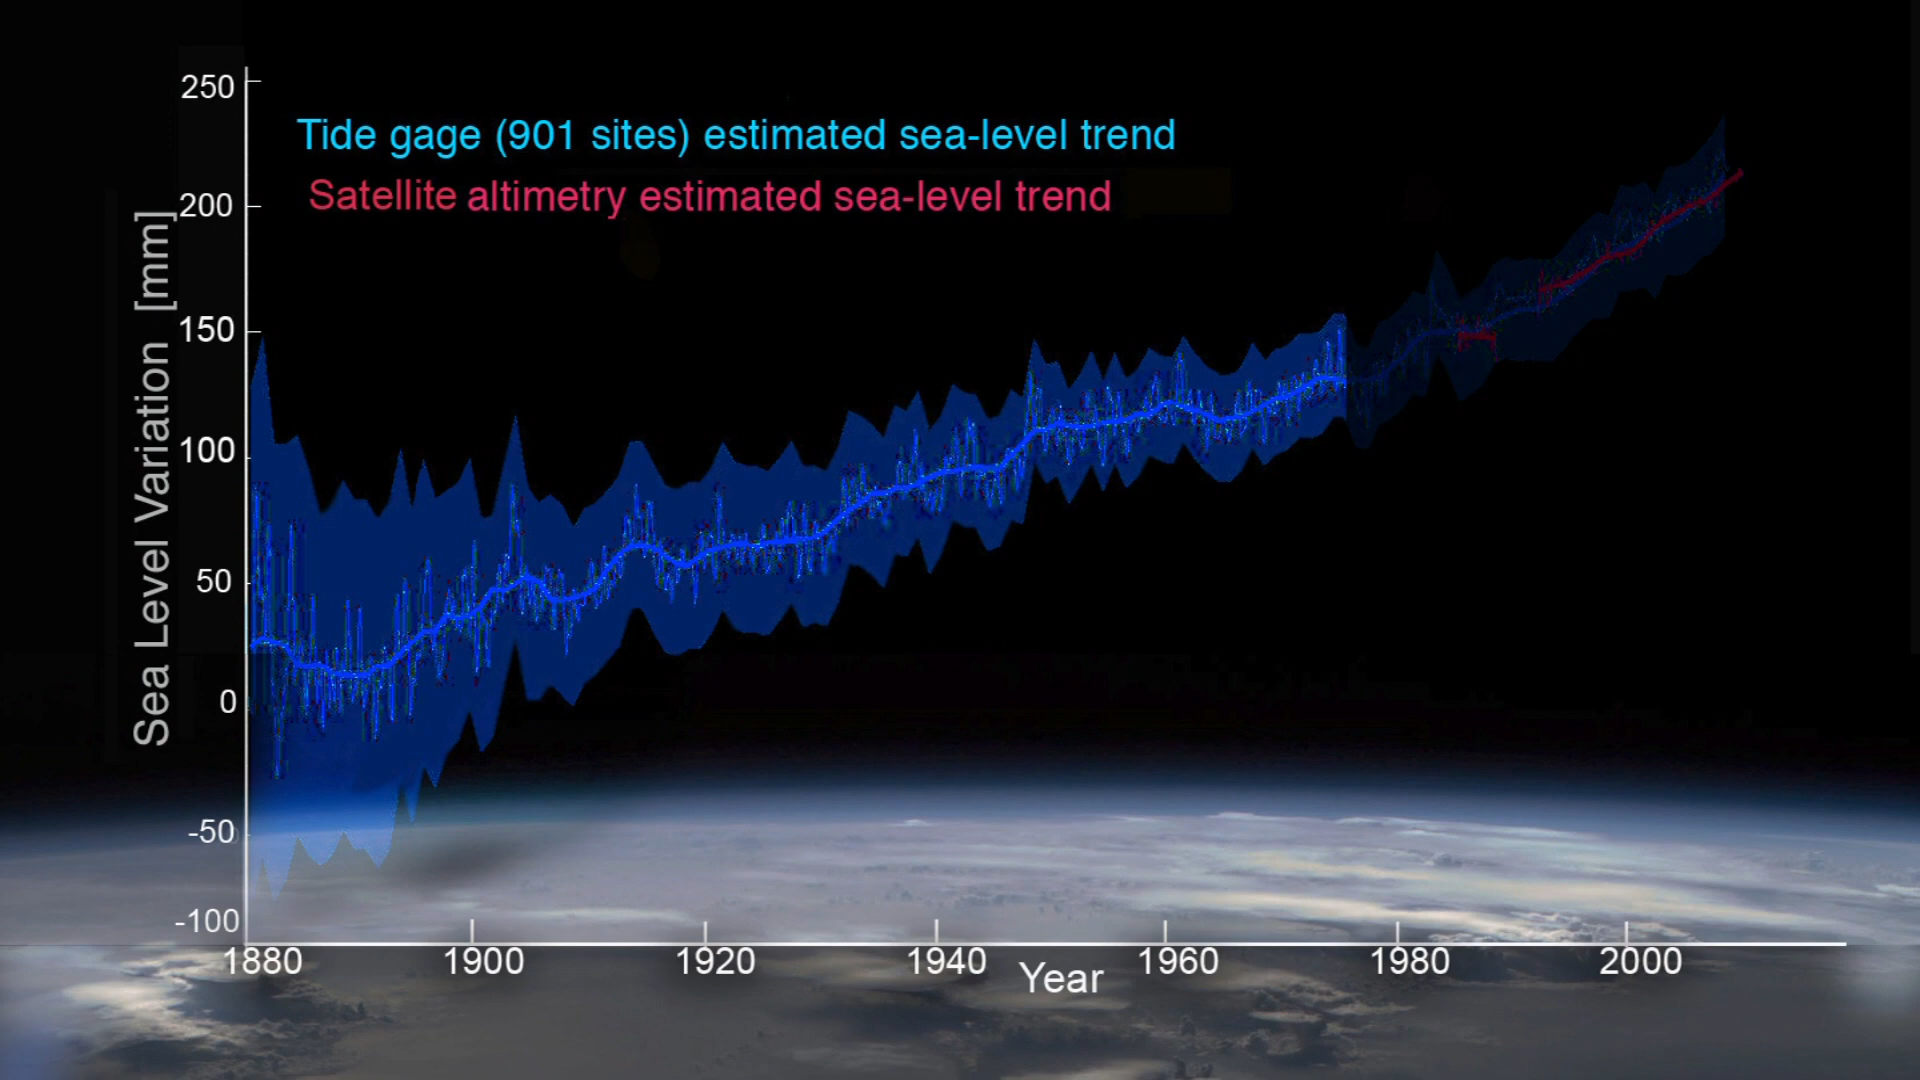 250
Tide gage (901 sites) estimated sea-level trend
Satellite altimetry estimated sea-level trend
200
150
100
50
0
-50
-100
Sea Level Variation [mm]
1880 1900 1920 1940 1960 1980 2000
Year